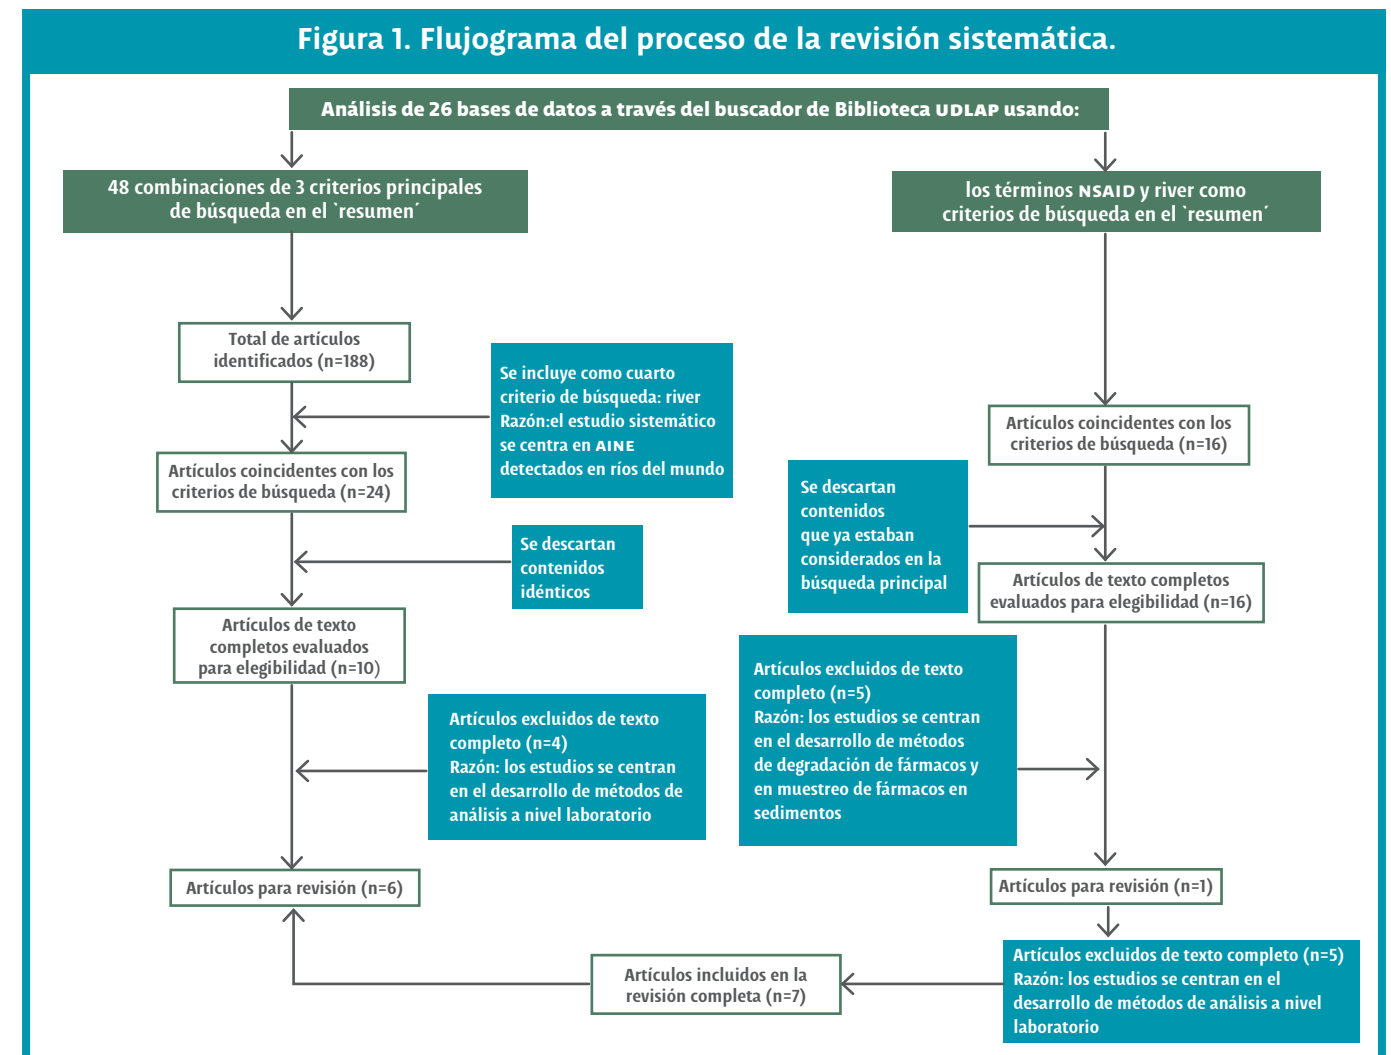 Figura 1. Flujograma del proceso de la revisión sistemática.
Análisis de 26 bases de datos a través del buscador de Biblioteca UDLAP usando:
48 combinaciones de 3 criterios principales
de búsqueda en el `resumen´
los términos NSAID y river como
criterios de búsqueda en el `resumen´
Total de artículos
identificados (n=188)
Se incluye como cuarto
criterio de búsqueda: river
Razón:el estudio sistemático
se centra en AINE
detectados en ríos del mundo
Artículos coincidentes con los
criterios de búsqueda (n=24)
Se descartan
contenidos
idénticos
Artículos de texto
completos evaluados
para elegibilidad (n=10)
Artículos excluidos de texto
completo (n=4)
Razón: los estudios se centran
en el desarrollo de métodos de
análisis a nivel laboratorio
Artículos para revisión (n=6)
Artículos coincidentes con los
criterios de búsqueda (n=16)
Se descartan
contenidos
que ya estaban
considerados en la
búsqueda principal
Artículos de texto completos
evaluados para elegibilidad (n=16)
Artículos excluidos de texto
completo (n=5)
Razón: los estudios se centran
en el desarrollo de métodos
de degradación de fármacos y
en muestreo de fármacos en
sedimentos
Artículos para revisión (n=1)
Artículos excluidos de texto completo (n=5)
Razón: los estudios se centran en el
desarrollo de métodos de análisis a nivel
laboratorio
Artículos incluidos en la
revisión completa (n=7)